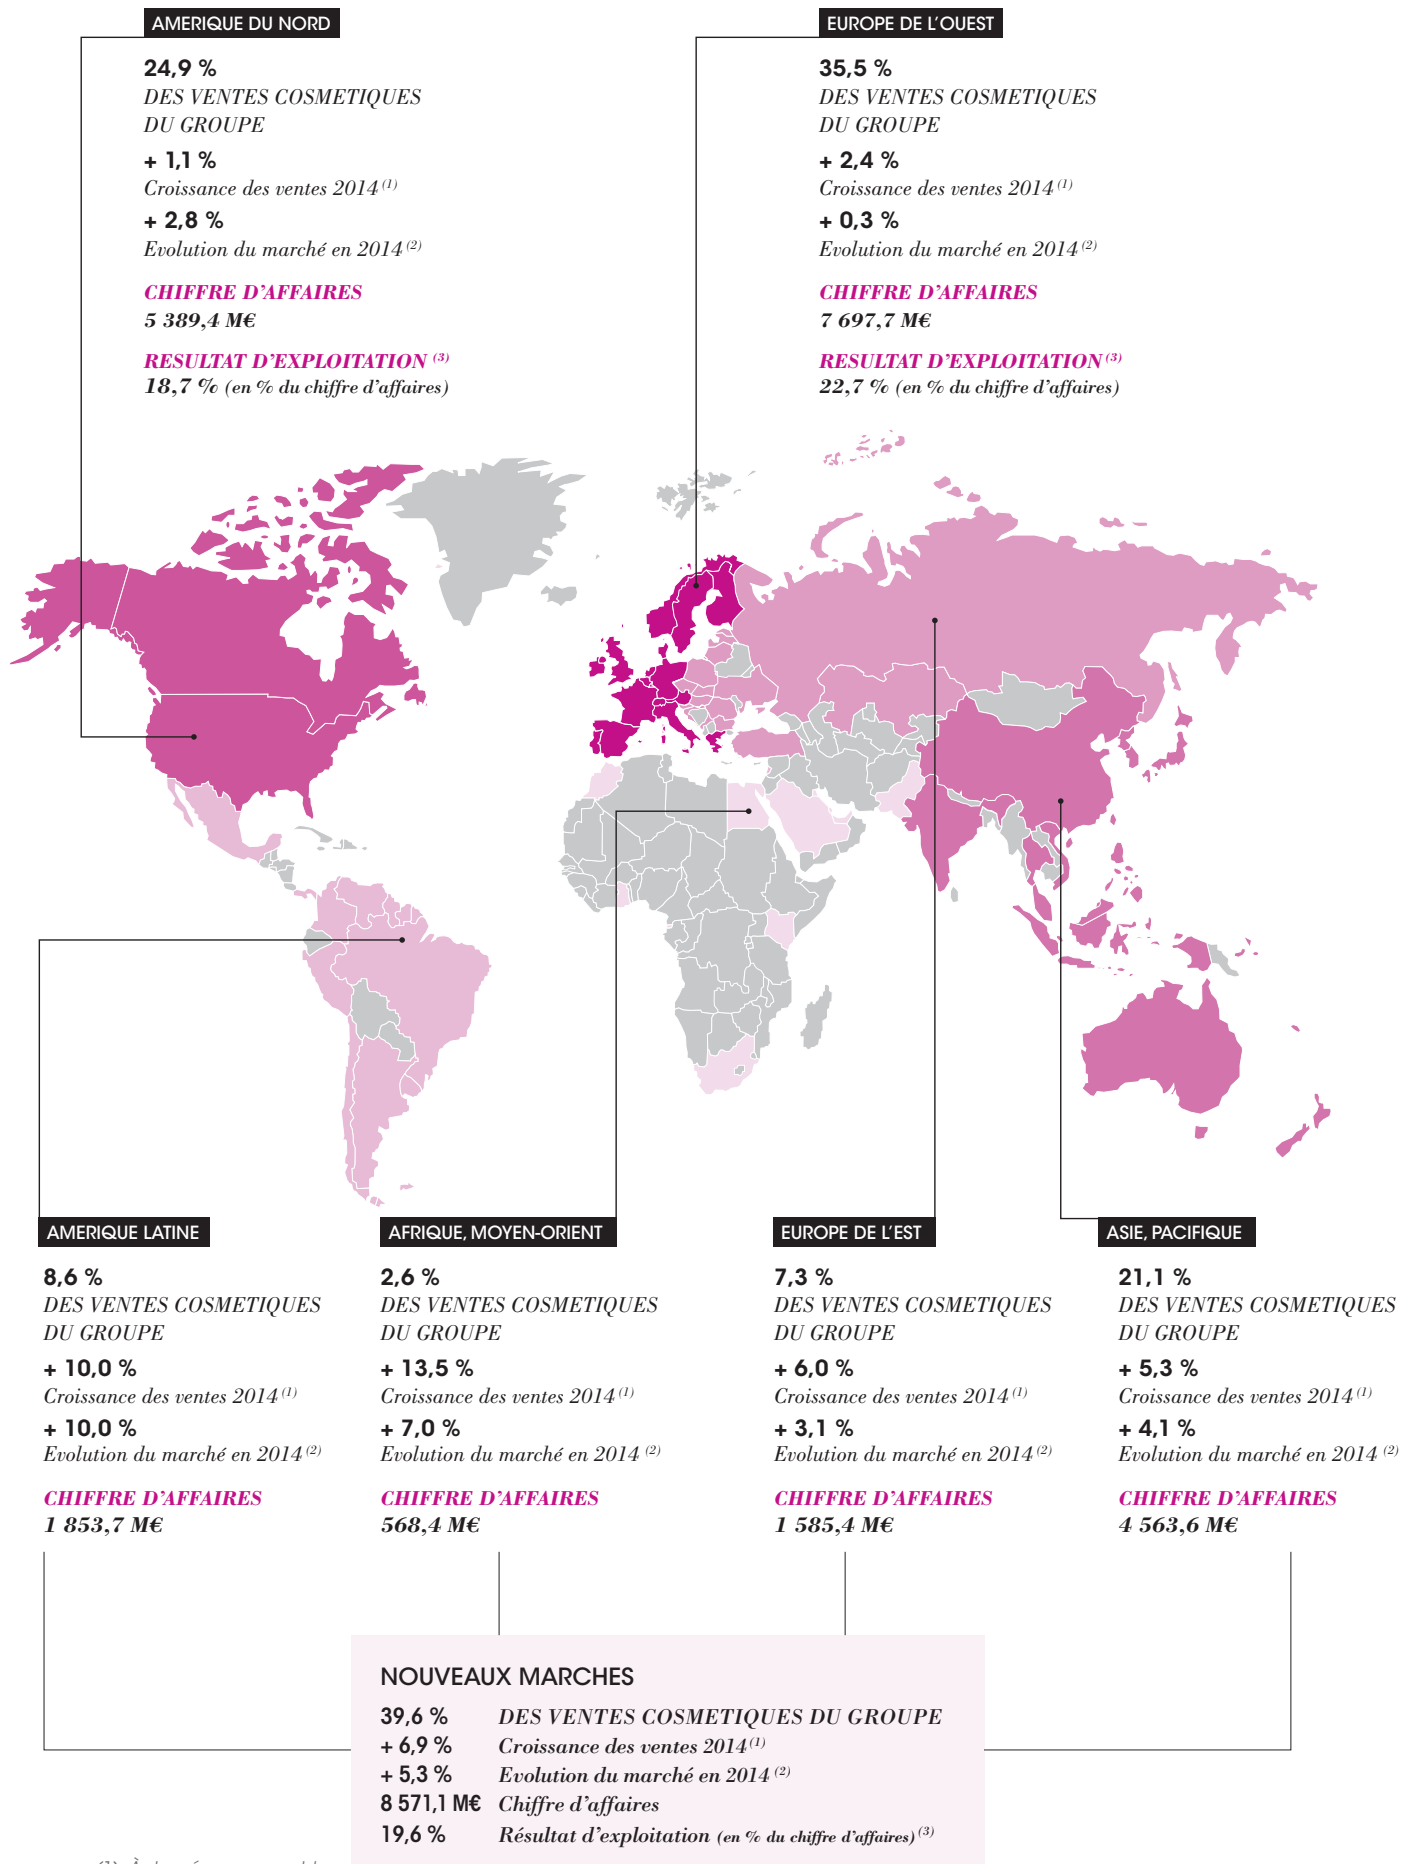 AMERIQUE DU NORD
24,9 %
DES VENTES COSMETIQUES
DU GROUPE
+ 1,1 %
Croissance des ventes 2014 (1)
+ 2,8 %
Evolution du marché en 2014 (2)
CHIFFRE D'AFFAIRES
5 389,4 M€
RESULTAT D'EXPLOITATION (3)
18,7 % (en % du chiffre d'affaires)
EUROPE DE L'OUEST
35,5 %
DES VENTES COSMETIQUES
DU GROUPE
+ 2,4 %
Croissance des ventes 2014 (1)
+ 0,3 %
Evolution du marché en 2014 (2)
CHIFFRE D'AFFAIRES
7 697,7 M€
RESULTAT D'EXPLOITATION (3)
22,7 % (en % du chiffre d'affaires)
AMERIQUE LATINE
8,6 %
DES VENTES COSMETIQUES
DU GROUPE
+ 10,0 %
Croissance des ventes 2014 (1)
+ 10,0 %
Evolution du marché en 2014 (2)
CHIFFRE D'AFFAIRES
1 853,7 M€
AFRIQUE, MOYEN-ORIENT
2,6 %
DES VENTES COSMETIQUES
DU GROUPE
+ 13,5 %
Croissance des ventes 2014 (1)
+ 7,0 %
Evolution du marché en 2014 (2)
CHIFFRE D'AFFAIRES
568,4 M€
EUROPE DE L'EST
7,3 %
DES VENTES COSMETIQUES
DU GROUPE
+ 6,0 %
Croissance des ventes 2014 (1)
+ 3,1 %
Evolution du marché en 2014 (2)
CHIFFRE D'AFFAIRES
1 585,4 M€
ASIE, PACIFIQUE
21,1 %
DES VENTES COSMETIQUES
DU GROUPE
+ 5,3 %
Croissance des ventes 2014 (1)
+ 4,1 %
Evolution du marché en 2014 (2)
CHIFFRE D'AFFAIRES
4 563,6 M€
NOUVEAUX MARCHES
39,6 % DES VENTES COSMETIQUES DU GROUPE
+ 6,9 % Croissance des ventes 2014 (1)
+ 5,3 % Evolution du marché en 2014 (2)
8 571,1 M€ Chiffre d'affaires
19,6 % Résultat d'exploitation (en % du chiffre d'affaires) (3)